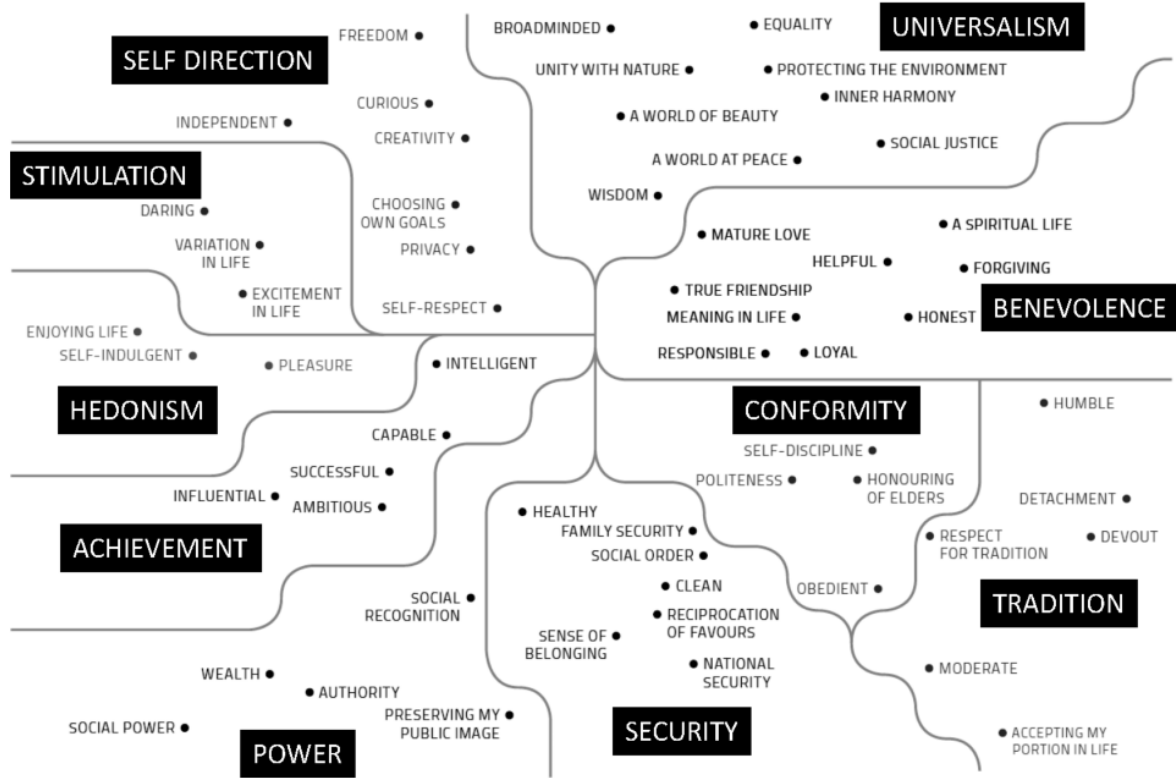 SELF DIRECTION
FREEDOM
CURIOUS
INDEPENDENT
CREATIVITY
CHOOSING
OWN GOALS
PRIVACY
SELF-RESPECT
UNIVERSALISM
BROADMINDED
EQUALITY
UNITY WITH NATURE
PROTECTING THE ENVIRONMENT
INNER HARMONY
A WORLD OF BEAUTY
SOCIAL JUSTICE
A WORLD AT PEACE
WISDOM
STIMULATION
DARING
VARIATION
IN LIFE
EXCITEMENT
IN LIFE
MATURE LOVE
A SPIRITUAL LIFE
HELPFUL
FORGIVING
TRUE FRIENDSHIP
MEANING IN LIFE
HONEST
BENEVOLENCE
RESPONSIBLE
LOYAL
ENJOYING LIFE
SELF-INDULGENT
PLEASURE
HEDONISM
INTELLIGENT
CAPABLE
SUCCESSFUL
INFLUENTIAL
AMBITIOUS
ACHIEVEMENT
CONFORMITY
SELF-DISCIPLINE
POLITENESS
HONOURING
OF ELDERS
OBEDIENT
HUMBLE
DETACHMENT
RESPECT
FOR TRADITION
DEVOUT
TRADITION
MODERATE
ACCEPTING MY
PORTION IN LIFE
HEALTHY
FAMILY SECURITY
SOCIAL ORDER
CLEAN
RECIPROCATION
OF FAVOURS
SENSE OF
BELONGING
NATIONAL
SECURITY
SECURITY
SOCIAL
RECOGNITION
WEALTH
AUTHORITY
SOCIAL POWER
PRESERVING MY
PUBLIC IMAGE
POWER